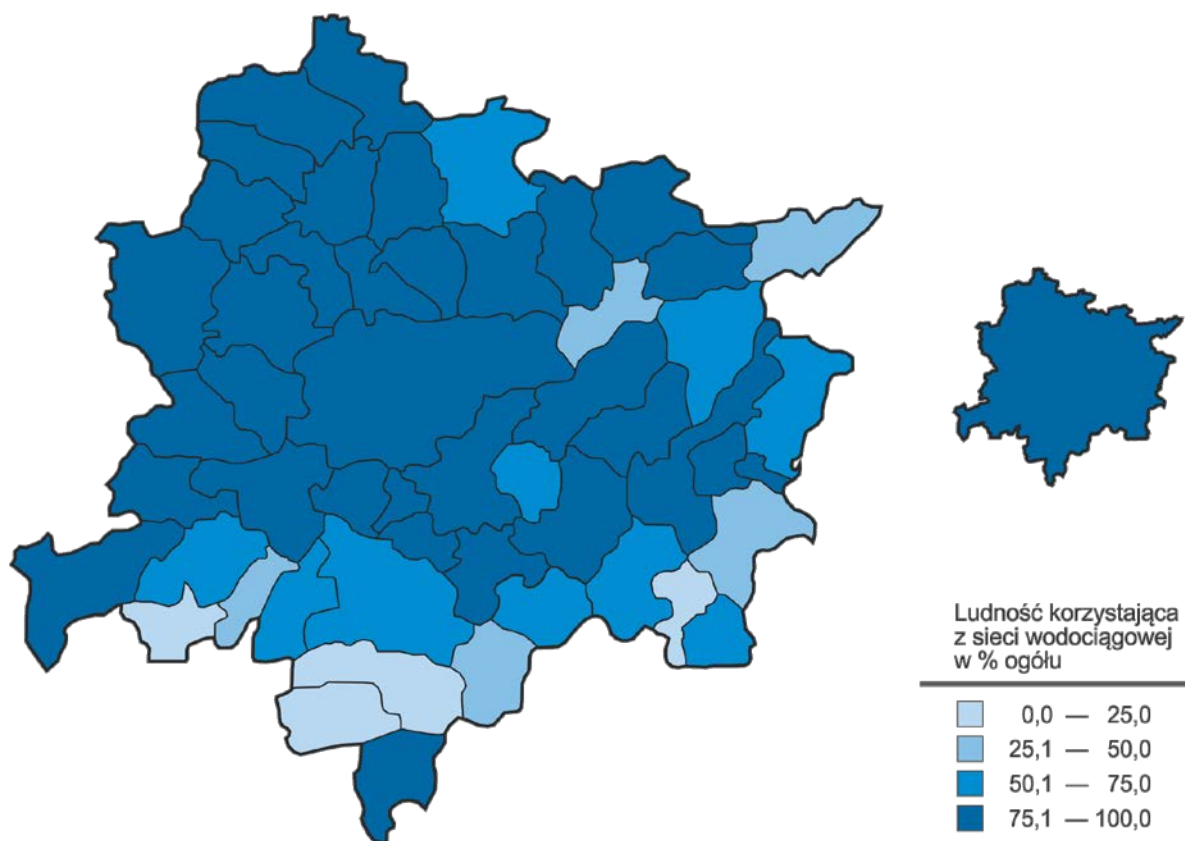 Ludność korzystająca
z sieci wodociągowej
w % ogółu
0,0 — 25,0
25,1 — 50,0
50,1 — 75,0
75,1 — 100,0